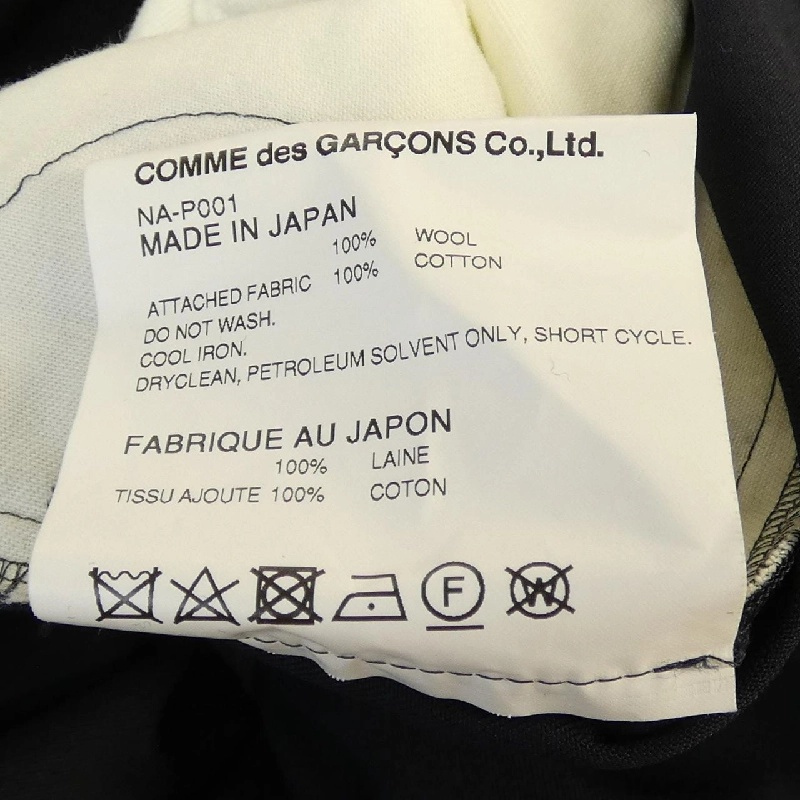 COMME des GARÇONS Co.,Ltd.
NA-P001
MADE IN JAPAN
100% WOOL
ATTACHED FABRIC 100% COTTON
DO NOT WASH.
COOL IRON.
DRYCLEAN, PETROLEUM SOLVENT ONLY, SHORT CYCLE.
FABRIQUE AU JAPON
100% LAINE
TISSU AJOUTE 100% COTON
F W